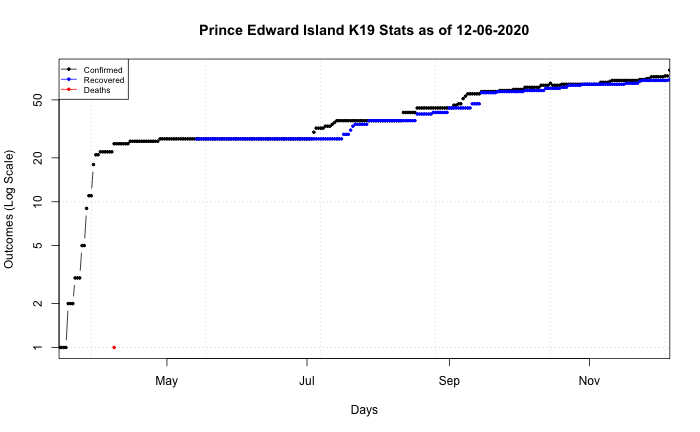 Prince Edward Island K19 Stats as of 12-06-2020
Confirmed
Recovered
Deaths
Outcomes (Log Scale)
50
20
10
5
2
1
May
Jul
Sep
Nov
Days